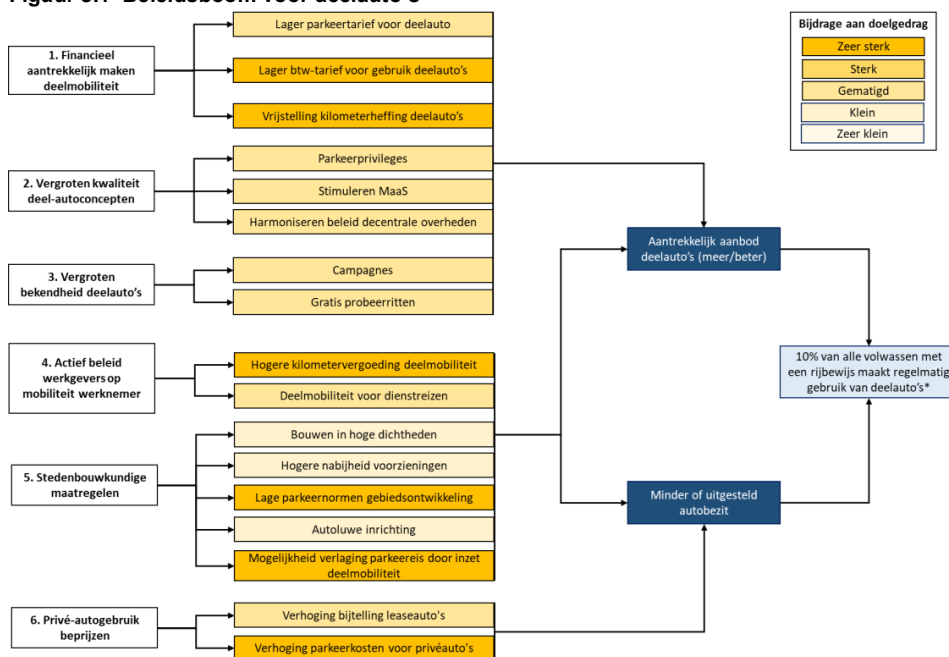 Figuur 3.1 Beleidsboom voor deelauto's
Lager parkeertarief voor deelauto
1. Financieel
aantrekkelijk maken
deelmobiliteit
Lager btw-tarief voor gebruik deelauto's
Vrijstelling kilometerheffing deelauto's
Bijdrage aan doelgedrag
Zeer sterk
Sterk
Gematigd
Klein
Zeer klein
2. Vergroten kwaliteit
deel-autoconcepten
Parkeerprivileges
Stimuleren MaaS
Harmoniseren beleid decentrale overheden
3. Vergroten
bekendheid deelauto's
Campagnes
Gratis probeerritten
Aantrekkelijk aanbod
deelauto's (meer/beter)
4. Actief beleid
werkgevers op
mobiliteit werknemer
Hogere kilometervergoeding deelmobiliteit
Deelmobiliteit voor dienstreizen
10% van alle volwassen met
een rijbewijs maakt regelmatig
gebruik van deelauto's*
5. Stedenbouwkundige
maatregelen
Bouwen in hoge dichtheden
Hogere nabijheid voorzieningen
Lage parkeernormen gebiedsontwikkeling
Autoluwe inrichting
Mogelijkheid verlaging parkeereis door inzet
deelmobiliteit
Minder of uitgesteld
autobezit
6. Privé-autogebruik
beprijzen
Verhoging bijtelling leaseauto's
Verhoging parkeerkosten voor privéauto's